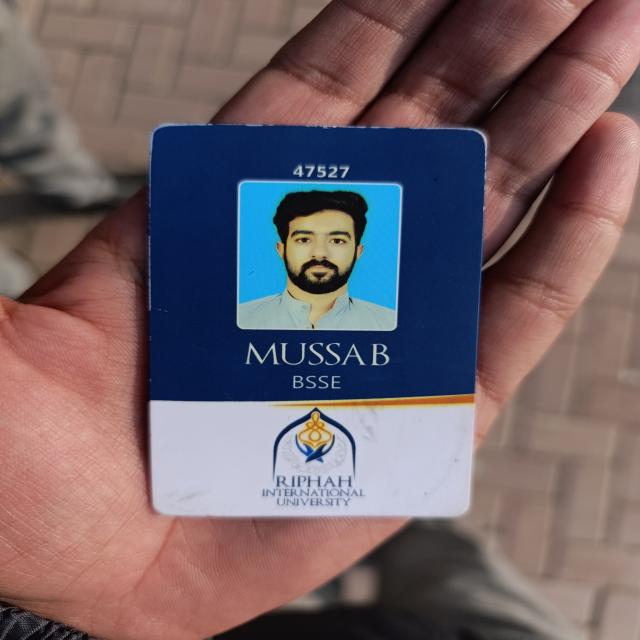 47527
MUSSAB
BSSE
RIPHAH
INTERNATIONAL
UNIVERSITY